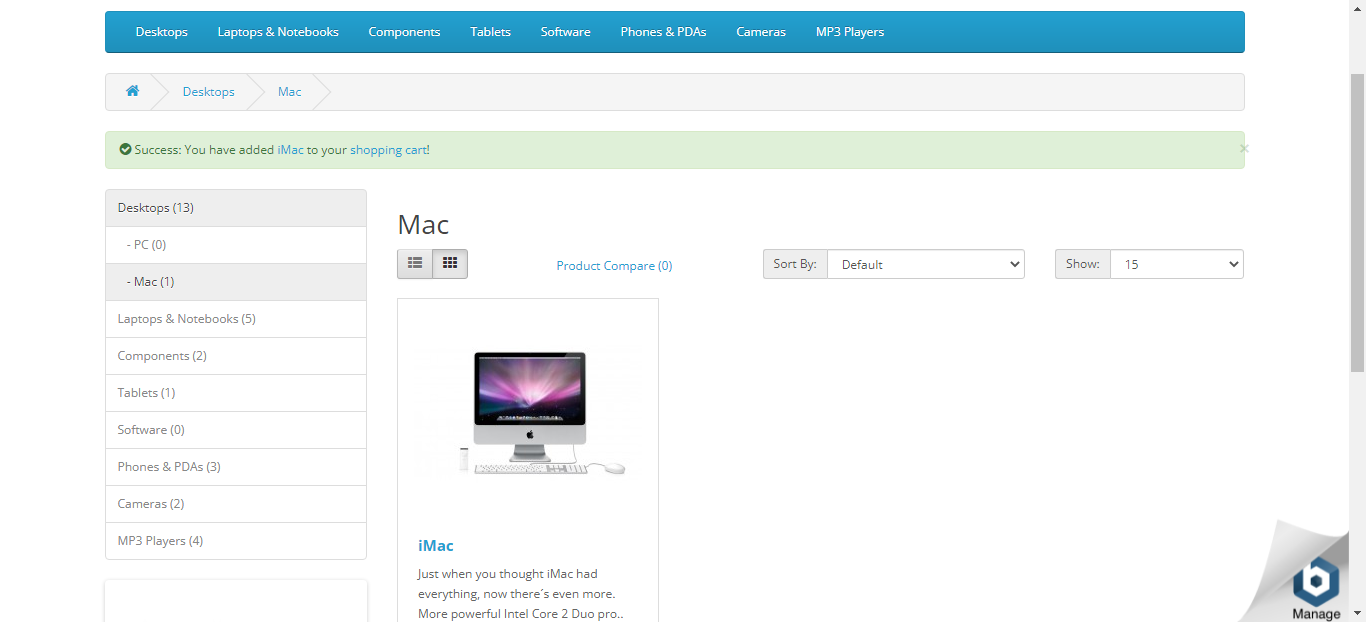 Desktops Laptops & Notebooks Components Tablets Software Phones & PDAs Cameras MP3 Players
Desktops Mac
Success: You have added iMac to your shopping cart!
×
Desktops (13)
- PC (0)
- Mac (1)
Laptops & Notebooks (5)
Components (2)
Tablets (1)
Software (0)
Phones & PDAs (3)
Cameras (2)
MP3 Players (4)
Mac
Product Compare (0) Sort By: Default Show: 15
iMac
Just when you thought iMac had
everything, now there´s even more.
More powerful Intel Core 2 Duo pro..
b
Manage